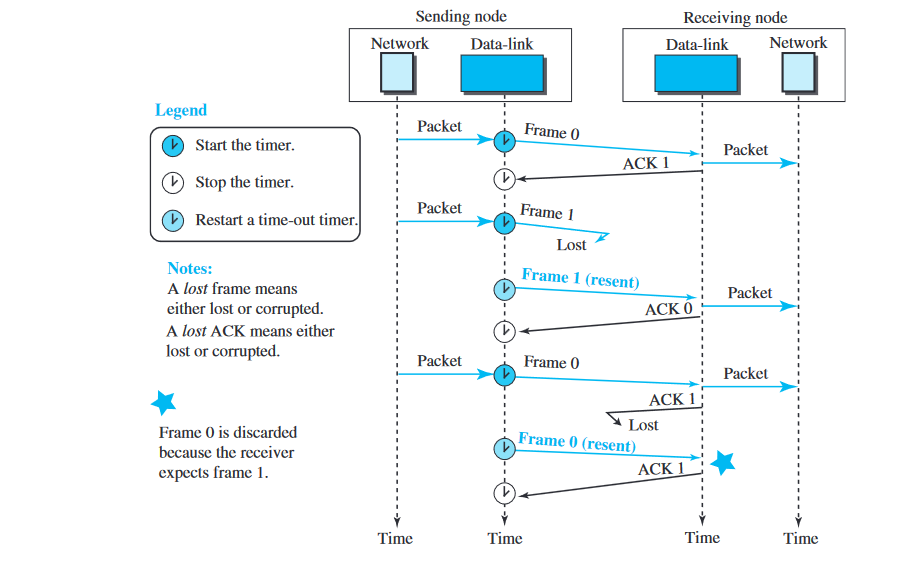 Sending node
Receiving node
Network
Data-link
Data-link
Network
Legend
Start the timer.
Stop the timer.
Restart a time-out timer.
Notes:
A lost frame means
either lost or corrupted.
A lost ACK means either
lost or corrupted.
Frame 0 is discarded
because the receiver
expects frame 1.
Packet
Frame 0
Packet
ACK 1
Packet
Frame 1
Lost
Frame 1 (resent)
Packet
ACK 0
Packet
Frame 0
Packet
ACK 1
Lost
Frame 0 (resent)
ACK 1
Time
Time
Time
Time